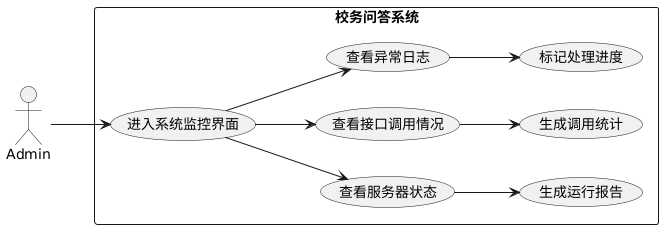 校务问答系统
查看异常日志
标记处理进度
进入系统监控界面
查看接口调用情况
生成调用统计
Admin
查看服务器状态
生成运行报告